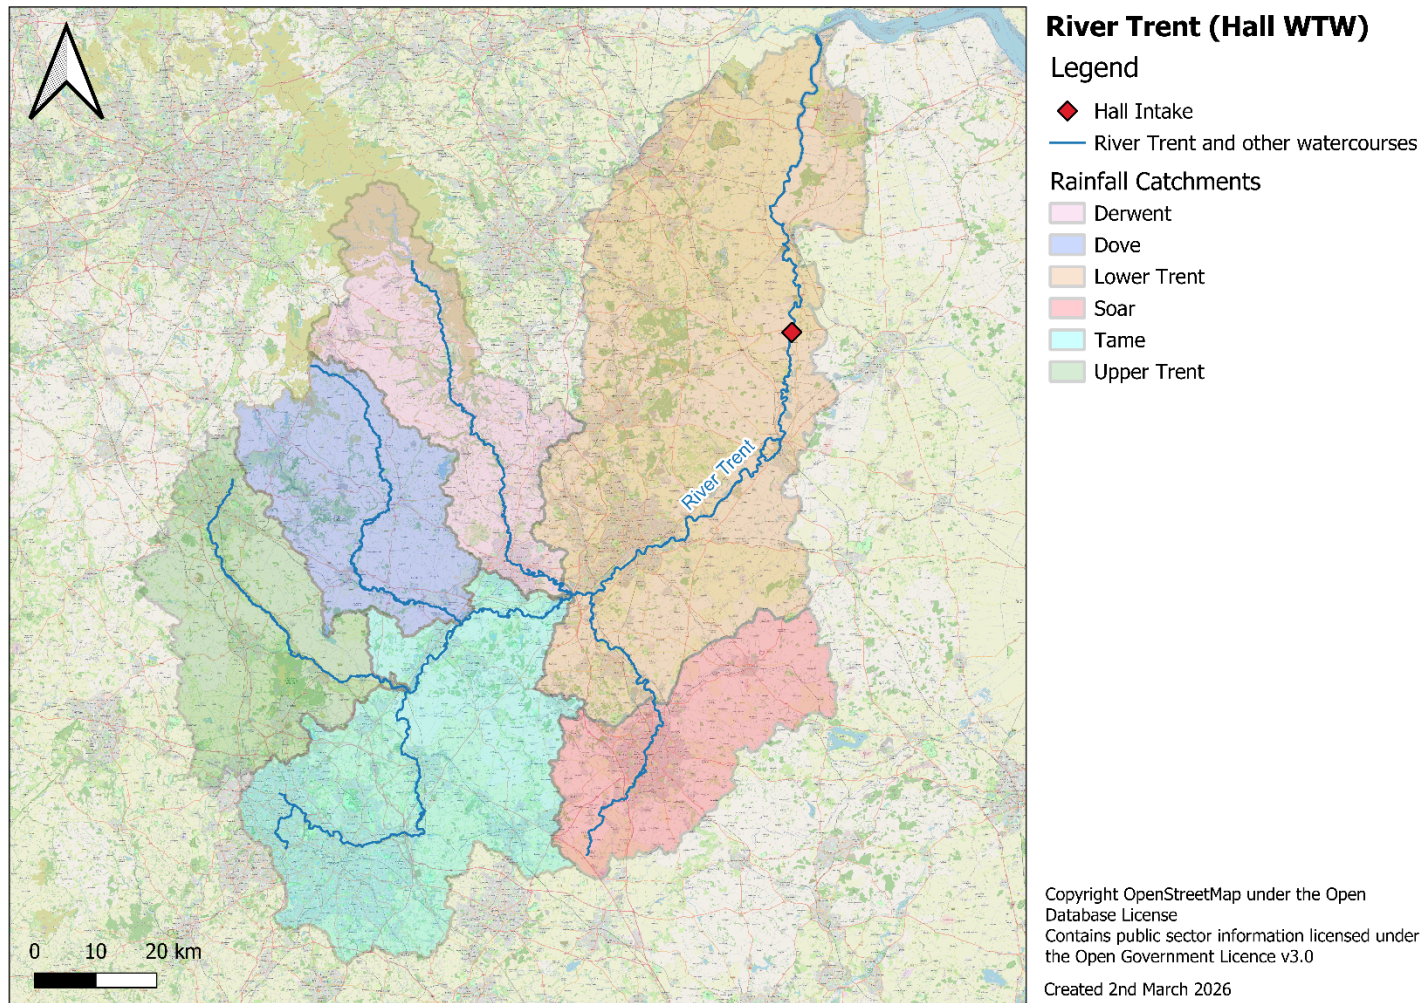 River Trent (Hall WTW)
Legend
Hall Intake
River Trent and other watercourses
Rainfall Catchments
Derwent
Dove
Lower Trent
Soar
Tame
Upper Trent
River Trent
0 10 20 km
Copyright OpenStreetMap under the Open
Database License
Contains public sector information licensed under
the Open Government Licence v3.0
Created 2nd March 2026